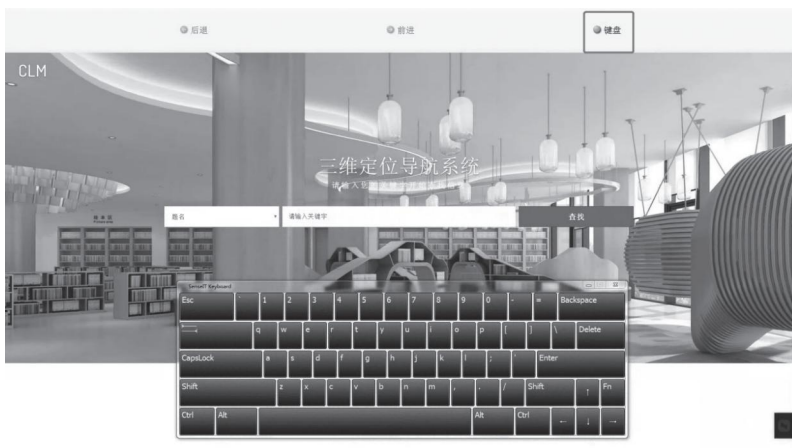 后退
前进
键盘
CLM
三维定位导航系统
题名
请输入关键字
查找
SenseIT Keyboard
Esc ` 1 2 3 4 5 6 7 8 9 0 - = Backspace
q w e r t y u i o p [ ] \ Delete
CapsLock a s d f g h j k l ; ' Enter
Shift z x c v b n m , . / Shift ↑ Fn
Ctrl Alt Alt Ctrl ← ↓ →